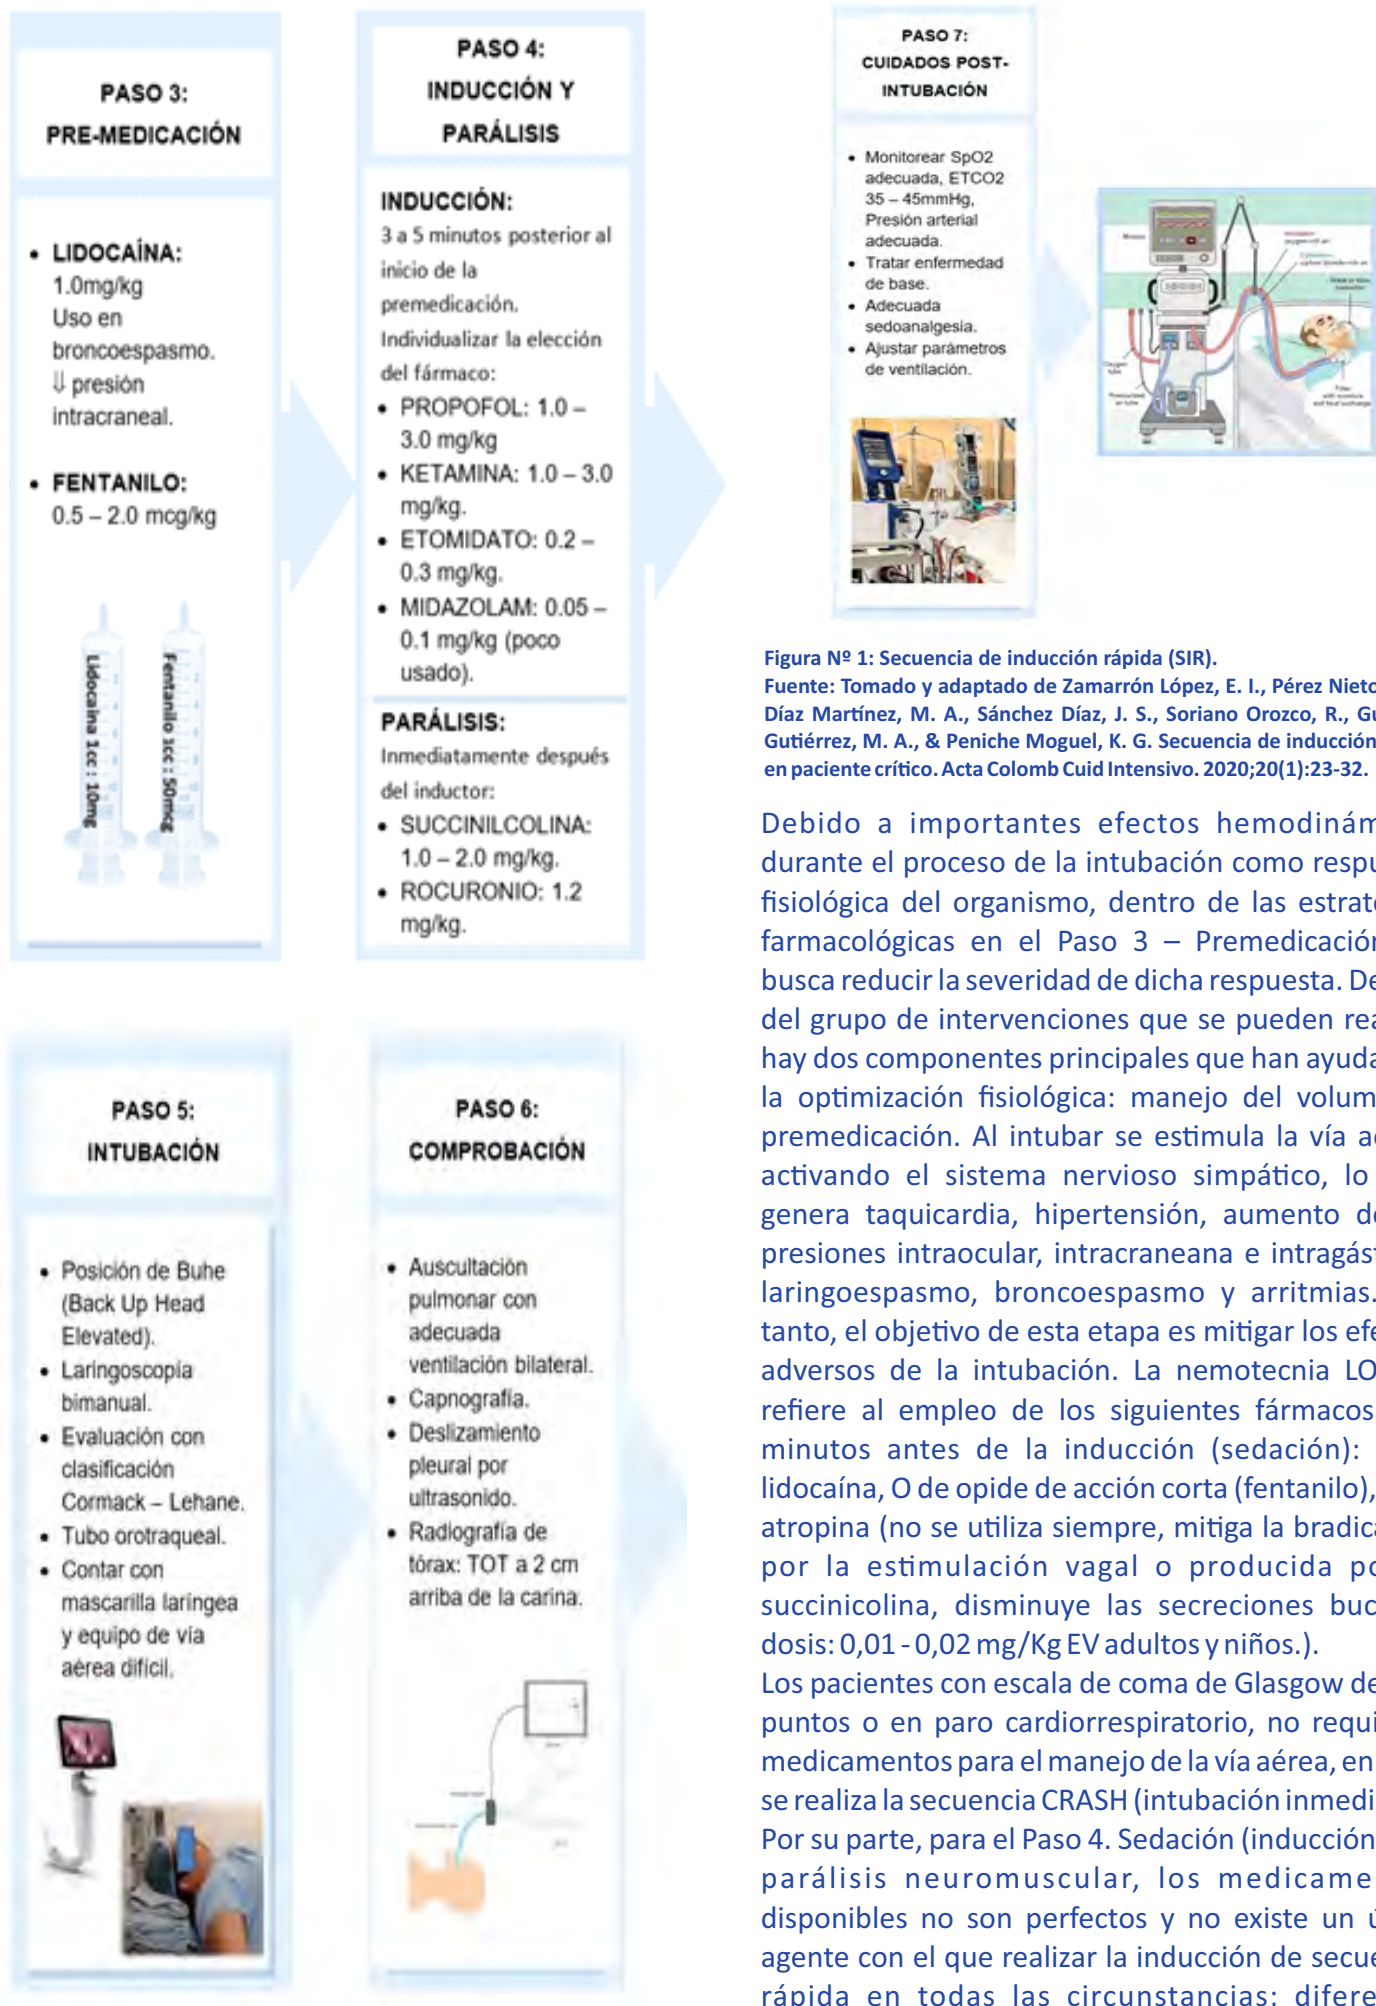 PASO 3:
PRE-MEDICACIÓN
• LIDOCAÍNA:
1.0mg/kg
Uso en
broncoespasmo.
⇓ presión
intracraneal.
• FENTANILO:
0.5 – 2.0 mcg/kg
Lidocaína 1cc : 10mg
Fentanilo 1cc : 50mcg
PASO 4:
INDUCCIÓN Y
PARÁLISIS
INDUCCIÓN:
3 a 5 minutos posterior al
inicio de la
premedicación.
Individualizar la elección
del fármaco:
• PROPOFOL: 1.0 –
3.0 mg/kg
• KETAMINA: 1.0 – 3.0
mg/kg.
• ETOMIDATO: 0.2 –
0.3 mg/kg.
• MIDAZOLAM: 0.05 –
0.1 mg/kg (poco
usado).
PARÁLISIS:
Inmediatamente después
del inductor:
• SUCCINILCOLINA:
1.0 – 2.0 mg/kg.
• ROCURONIO: 1.2
mg/kg.
PASO 5:
INTUBACIÓN
• Posición de Buhe
(Back Up Head
Elevated).
• Laringoscopía
bimanual.
• Evaluación con
clasificación
Cormack – Lehane.
• Tubo orotraqueal.
• Contar con
mascarilla laríngea
y equipo de vía
aérea difícil.
PASO 6:
COMPROBACIÓN
• Auscultación
pulmonar con
adecuada
ventilación bilateral.
• Capnografía.
• Deslizamiento
pleural por
ultrasonido.
• Radiografía de
tórax: TOT a 2 cm
arriba de la carina.
PASO 7:
CUIDADOS POST-
INTUBACIÓN
• Monitorear SpO2
adecuada, ETCO2
35 – 45mmHg,
Presión arterial
adecuada.
• Tratar enfermedad
de base.
• Adecuada
sedoanalgesia.
• Ajustar parámetros
de ventilación.
Figura Nº 1: Secuencia de inducción rápida (SIR).
Fuente: Tomado y adaptado de Zamarrón López, E. I., Pérez Nieto
Díaz Martínez, M. A., Sánchez Díaz, J. S., Soriano Orozco, R., Gu
Gutiérrez, M. A., & Peniche Moguel, K. G. Secuencia de inducción
en paciente crítico. Acta Colomb Cuid Intensivo. 2020;20(1):23-32.
Debido a importantes efectos hemodinám
durante el proceso de la intubación como respu
fisiológica del organismo, dentro de las estrate
farmacológicas en el Paso 3 – Premedicación
busca reducir la severidad de dicha respuesta. De
del grupo de intervenciones que se pueden rea
hay dos componentes principales que han ayuda
la optimización fisiológica: manejo del volum
premedicación. Al intubar se estimula la vía aé
activando el sistema nervioso simpático, lo
genera taquicardia, hipertensión, aumento de
presiones intraocular, intracraneana e intragást
laringoespasmo, broncoespasmo y arritmias.
tanto, el objetivo de esta etapa es mitigar los efe
adversos de la intubación. La nemotecnia LO
refiere al empleo de los siguientes fármacos
minutos antes de la inducción (sedación):
lidocaína, O de opide de acción corta (fentanilo),
atropina (no se utiliza siempre, mitiga la bradica
por la estimulación vagal o producida po
succinicolina, disminuye las secreciones buc
dosis: 0,01 - 0,02 mg/Kg EV adultos y niños.).
Los pacientes con escala de coma de Glasgow de
puntos o en paro cardiorrespiratorio, no requi
medicamentos para el manejo de la vía aérea, en
se realiza la secuencia CRASH (intubación inmedi
Por su parte, para el Paso 4. Sedación (inducción
parálisis neuromuscular, los medicame
disponibles no son perfectos y no existe un ú
agente con el que realizar la inducción de secue
rápida en todas las circunstancias: difere